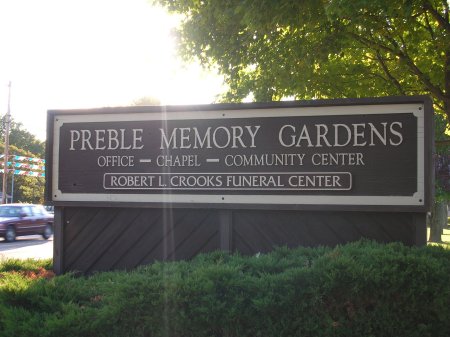 PREBLE MEMORY GARDENS
OFFICE — CHAPEL — COMMUNITY CENTER
ROBERT L. CROOKS FUNERAL CENTER